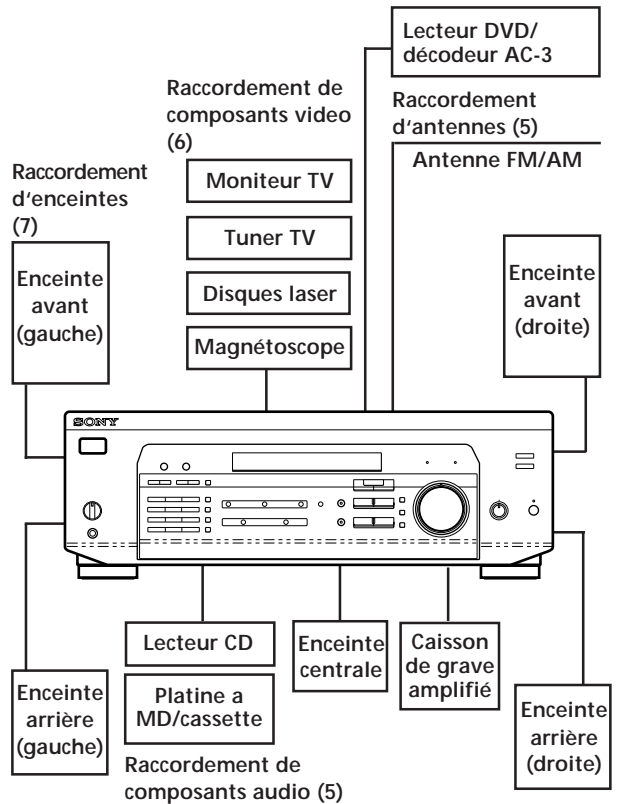 Lecteur DVD/
décodeur AC-3
Raccordement de
composants video
(6)
Raccordement
d'antennes (5)
Antenne FM/AM
Raccordement
d'enceintes
(7)
Moniteur TV
Tuner TV
Disques laser
Magnétoscope
Enceinte
avant
(gauche)
Enceinte
avant
(droite)
SONY
Lecteur CD
Platine a
MD/cassette
Raccordement de
composants audio (5)
Enceinte
centrale
Caisson
de grave
amplifié
Enceinte
arrière
(gauche)
Enceinte
arrière
(droite)